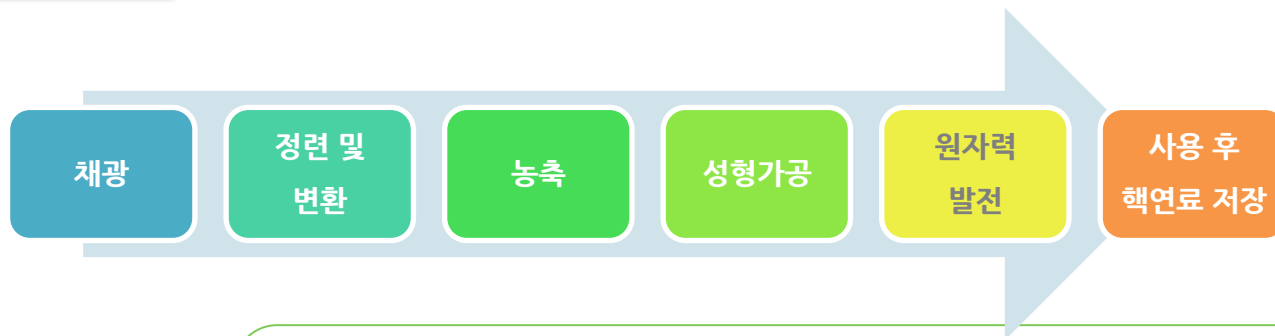 채광
정련 및
변환
농축
성형가공
원자력
발전
사용 후
핵연료 저장